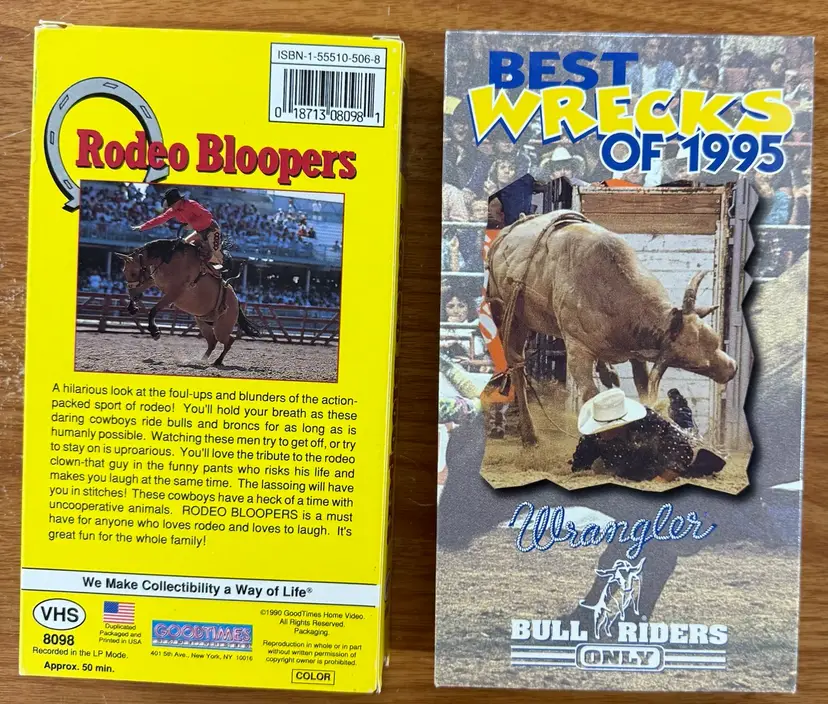 ISBN-1-55510-506-8
0 18713 08098 1
Rodeo Bloopers
A hilarious look at the foul-ups and blunders of the action-
packed sport of rodeo! You'll hold your breath as these
daring cowboys ride bulls and broncs for as long as is
humanly possible. Watching these men try to get off, or try
to stay on is uproarious. You'll love the tribute to the rodeo
clown-that guy in the funny pants who risks his life and
makes you laugh at the same time. The lassoing will have
you in stitches! These cowboys have a heck of a time with
uncooperative animals. RODEO BLOOPERS is a must
have for anyone who loves rodeo and loves to laugh. It's
great fun for the whole family!
We Make Collectibility a Way of Life®
VHS
8098
Recorded in the LP Mode
Approx. 50 min.
Duplicated
Packaged and
Printed in USA
GOODTIMES
401 5th Ave., New York, NY 10016
©1990 GoodTimes Home Video.
All Rights Reserved.
Packaging.
Reproduction in whole or in part
without written permission of
copyright owner is prohibited.
COLOR
BEST
WRECKS
OF 1995
Wrangler
BULL RIDERS
ONLY